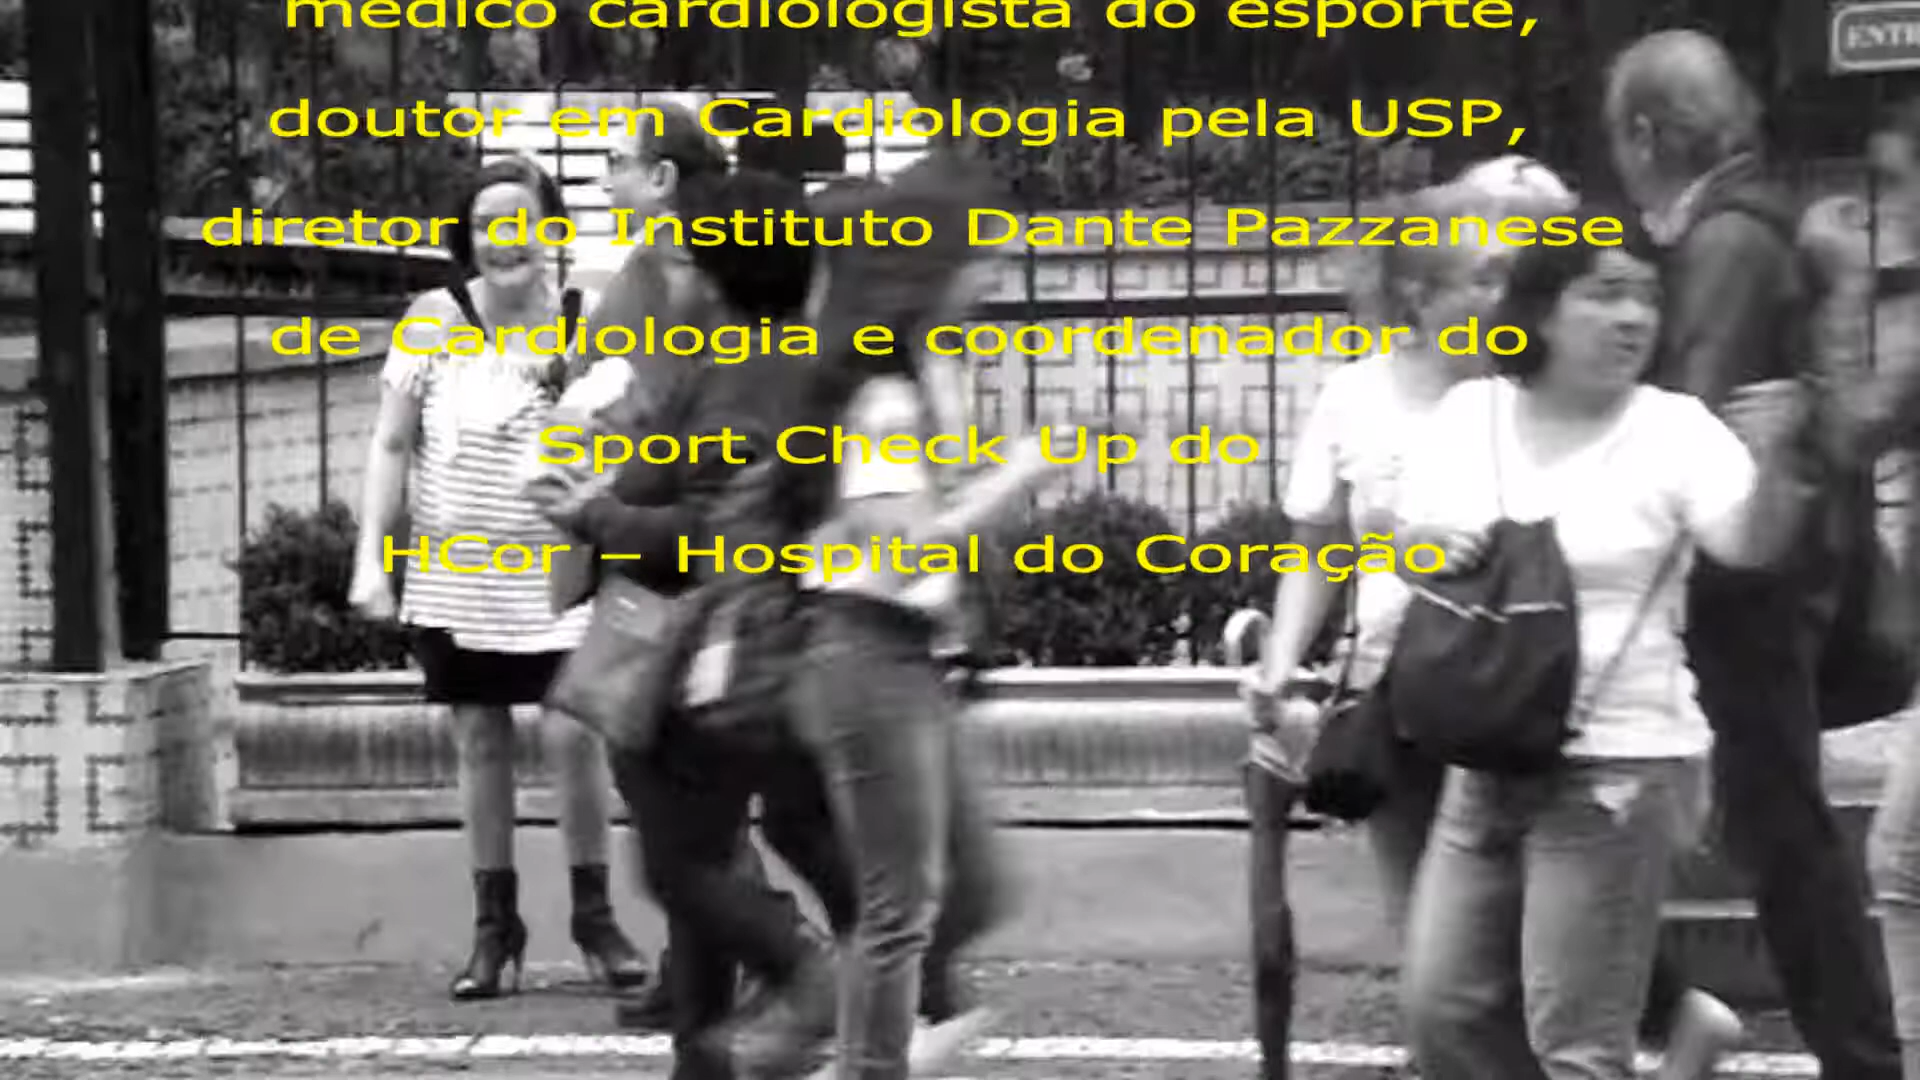 médico cardiologista do esporte,
doutor em Cardiologia pela USP,
diretor do Instituto Dante Pazzanese
de Cardiologia e coordenador do
Sport Check Up do
HCor – Hospital do Coração